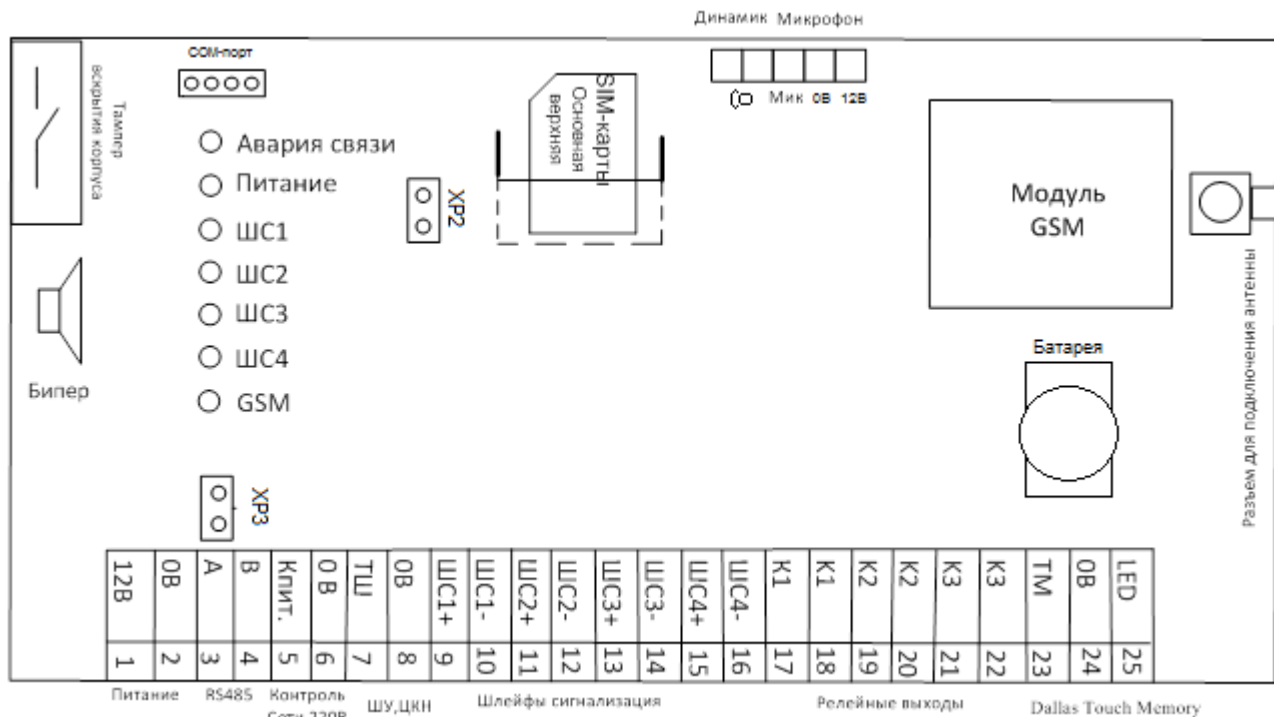 Динамик Микрофон
COM-порт
Мик 0В 12В
Тампер
вскрытия корпуса
SIM-карты
Основная
верхняя
Авария связи
Питание
XP2
ШС1
ШС2
ШС3
ШС4
GSM
Модуль
GSM
Разъем для подключения антенны
Бипер
Батарея
XP3
12В 0В A B Кпит. 0 В ТШ 0В ШС1+ ШС1- ШС2+ ШС2- ШС3+ ШС3- ШС4+ ШС4- К1 К1 К2 К2 К3 К3 TM 0В LED
1 2 3 4 5 6 7 8 9 10 11 12 13 14 15 16 17 18 19 20 21 22 23 24 25
Питание RS485 Контроль ШУ,ЦКН Шлейфы сигнализация Релейные выходы Dallas Touch Memory
Сети 220В